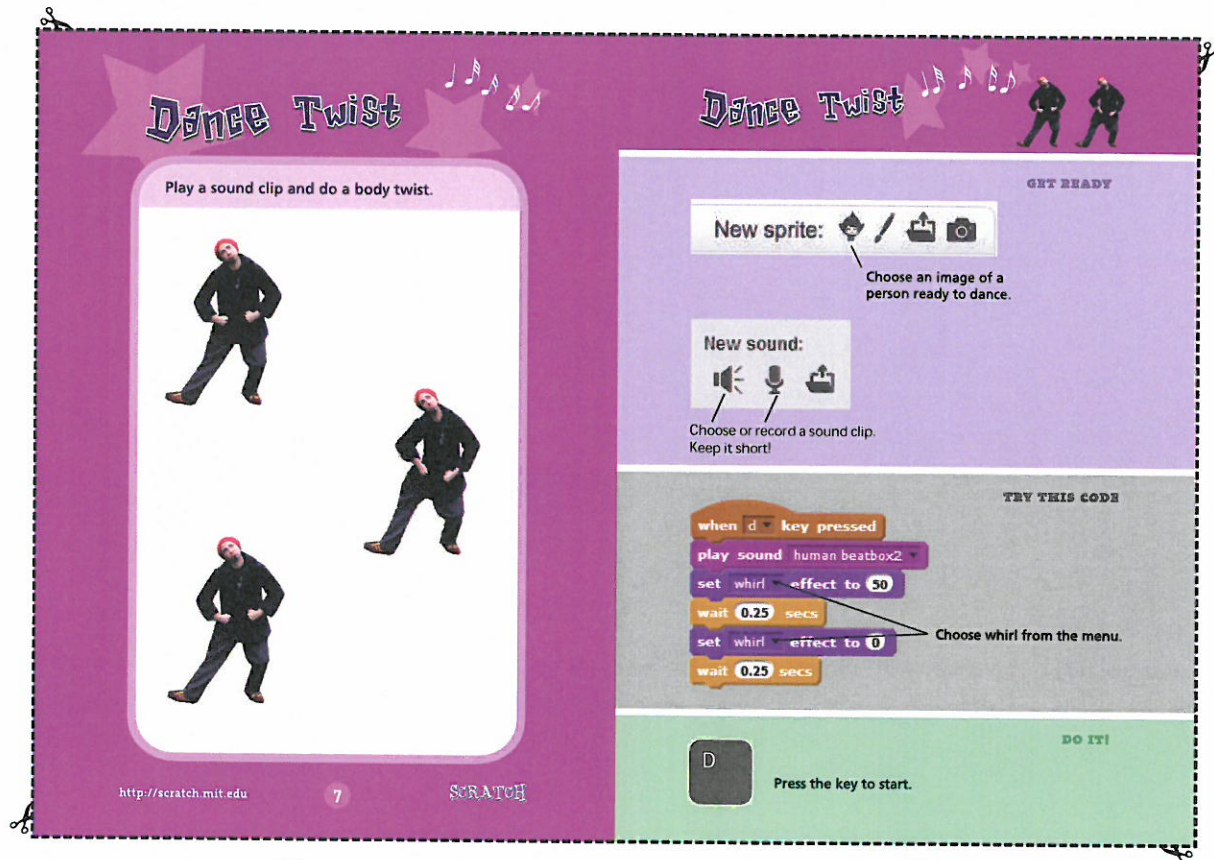 Dance Twist
Play a sound clip and do a body twist.
http://scratch.mit.edu
7
SCRATCH
Dance Twist
GET READY
New sprite:
Choose an image of a
person ready to dance.
New sound:
Choose or record a sound clip.
Keep it short!
TRY THIS CODE
when d key pressed
play sound human beatbox2
set whirl effect to 50
wait 0.25 secs
set whirl effect to 0
wait 0.25 secs
Choose whirl from the menu.
DO IT!
D
Press the key to start.